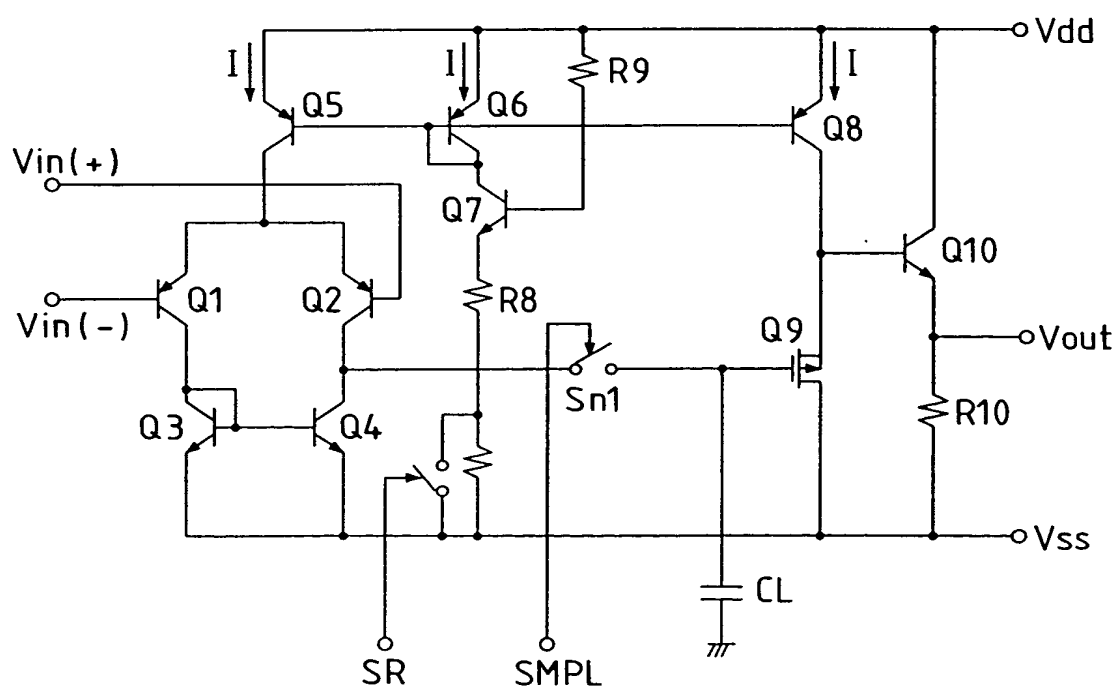 Vdd
I
I
R9
I
Q5
Q6
Q8
Vin(+)
Q7
Q10
Q1
Q2
R8
Vin(-)
Q9
Vout
Sn1
Q3
Q4
R10
Vss
CL
SR
SMPL